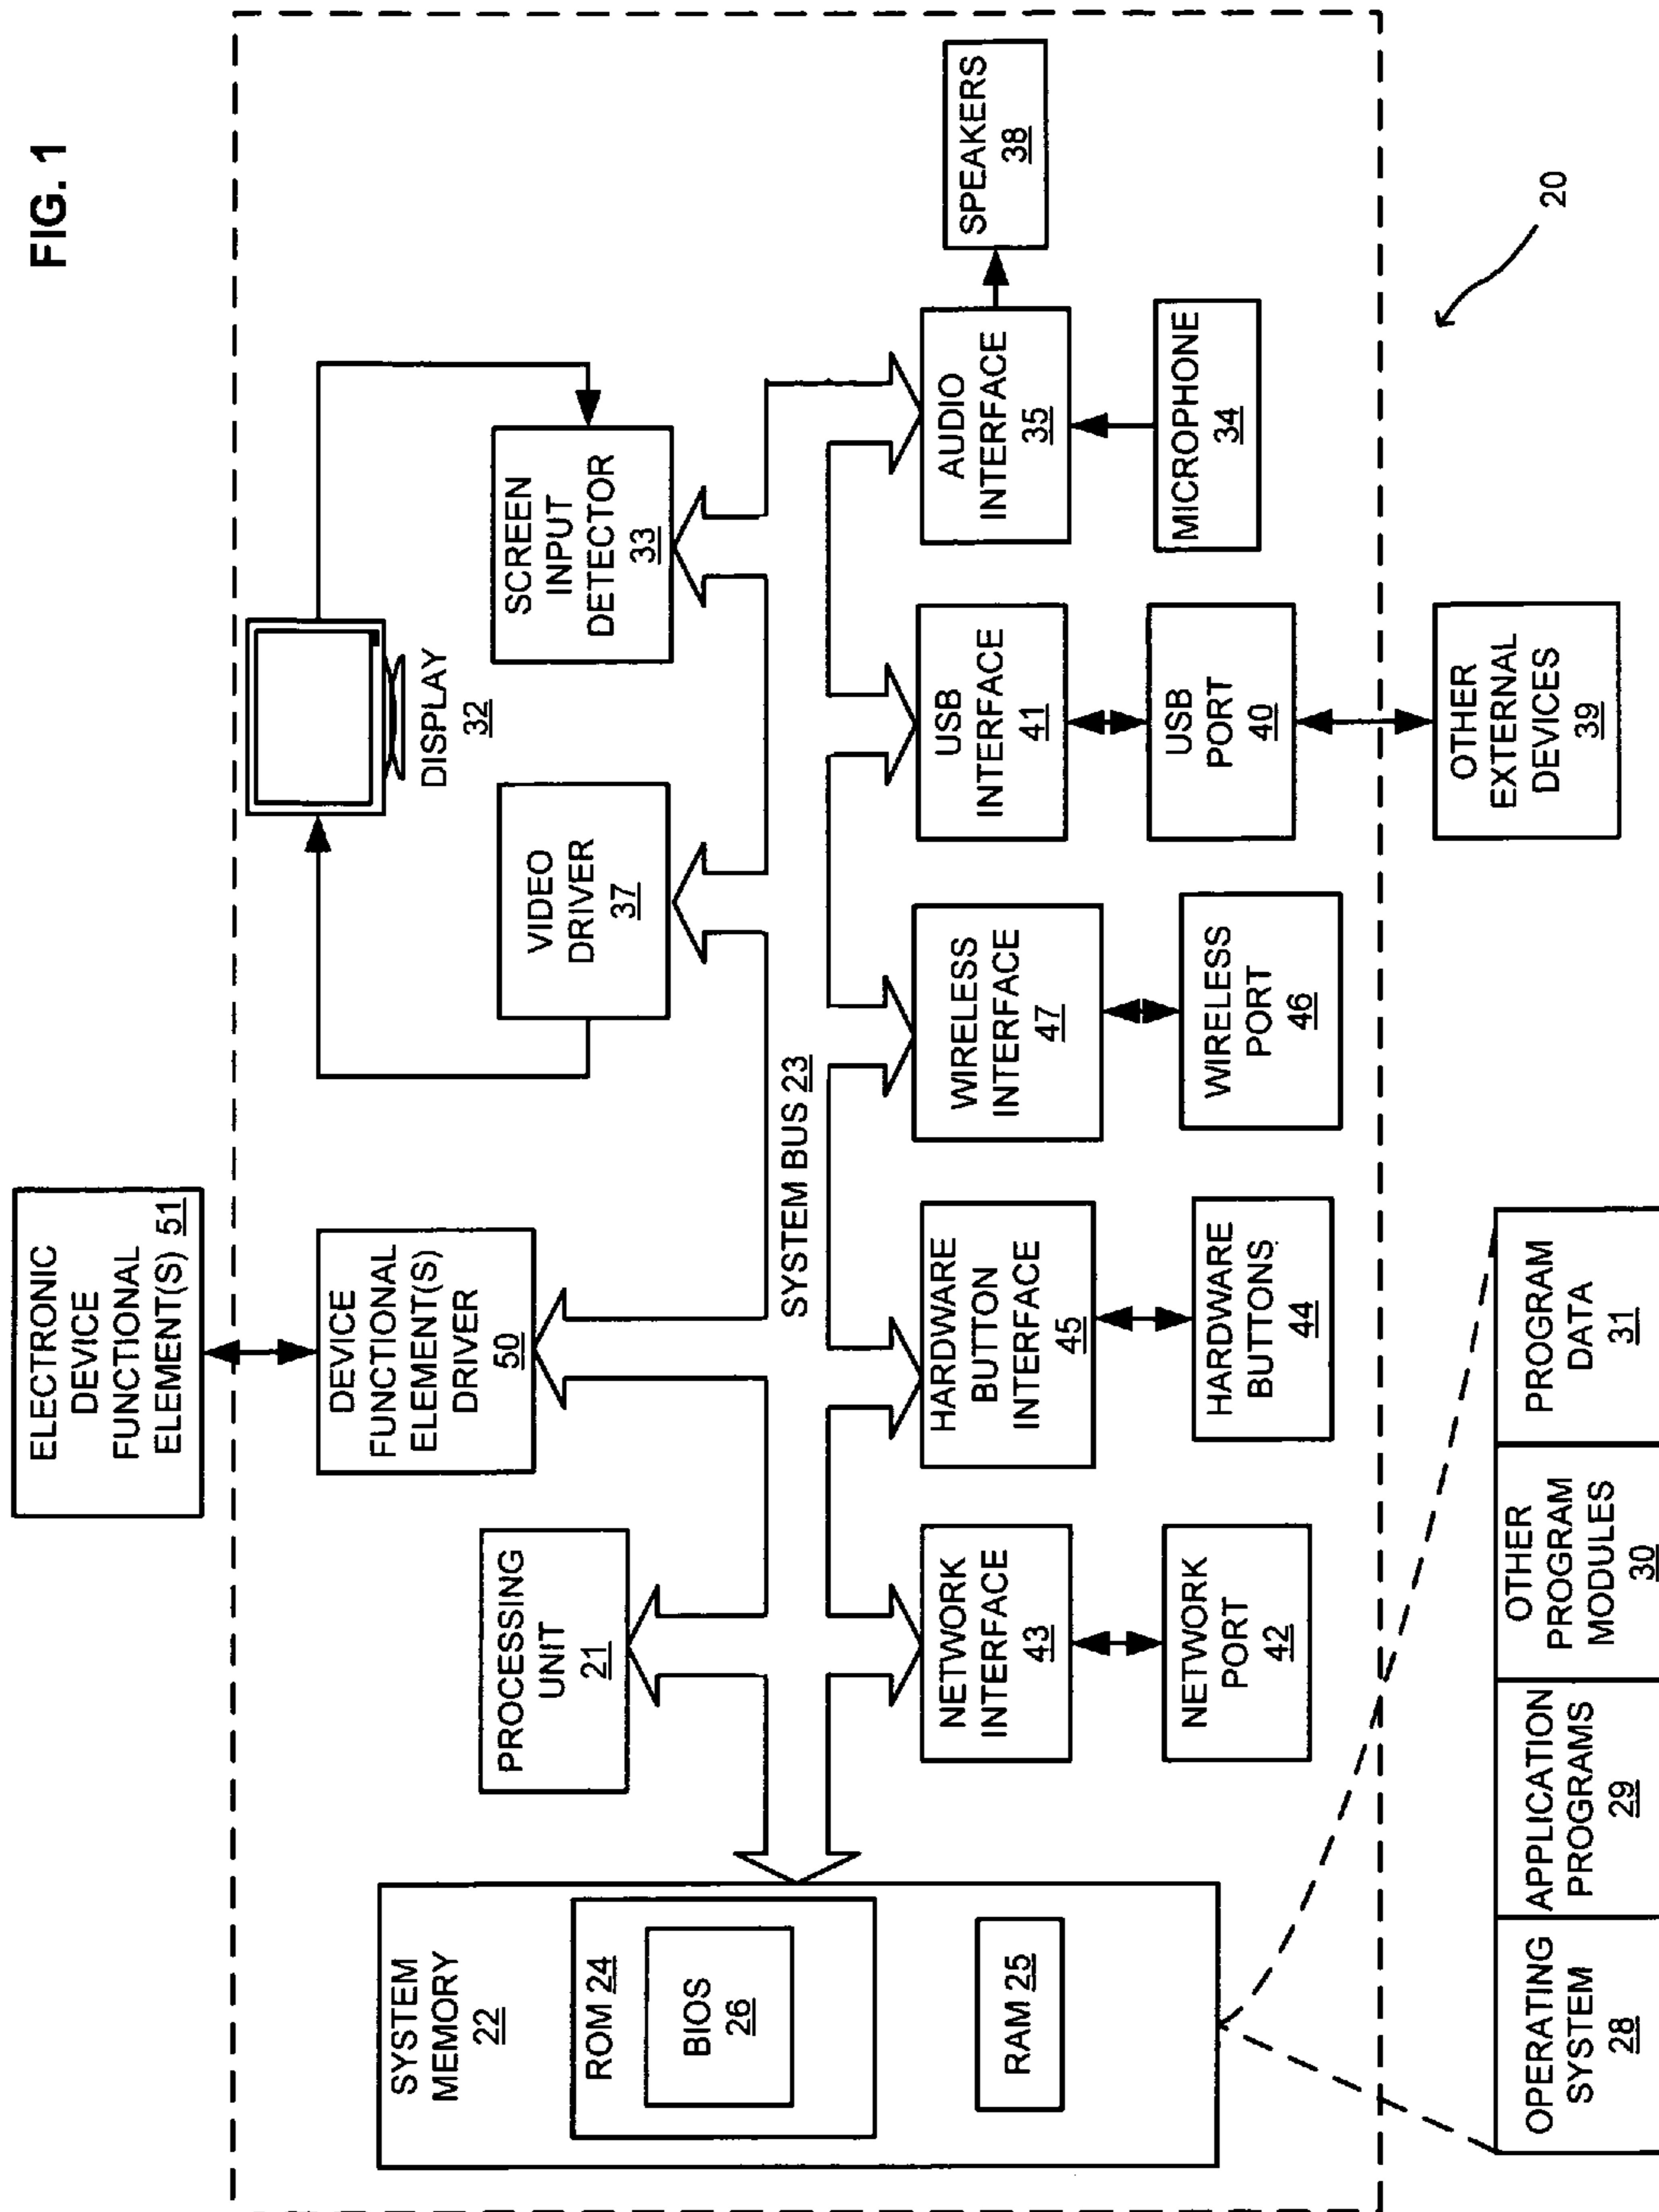 FIG. 1
ELECTRONIC
DEVICE
FUNCTIONAL
ELEMENT(S) 51
DISPLAY
32
DEVICE
FUNCTIONAL
ELEMENT(S)
DRIVER
50
SYSTEM
MEMORY
22
ROM 24
BIOS
26
RAM 25
PROCESSING
UNIT
21
VIDEO
DRIVER
37
SCREEN
INPUT
DETECTOR
33
SYSTEM BUS 23
NETWORK
INTERFACE
43
HARDWARE
BUTTON
INTERFACE
45
WIRELESS
INTERFACE
47
USB
INTERFACE
41
AUDIO
INTERFACE
35
SPEAKERS
38
NETWORK
PORT
42
HARDWARE
BUTTONS
44
WIRELESS
PORT
46
USB
PORT
40
MICROPHONE
34
OPERATING
SYSTEM
28
APPLICATION
PROGRAMS
29
OTHER
PROGRAM
MODULES
30
PROGRAM
DATA
31
OTHER
EXTERNAL
DEVICES
39
20